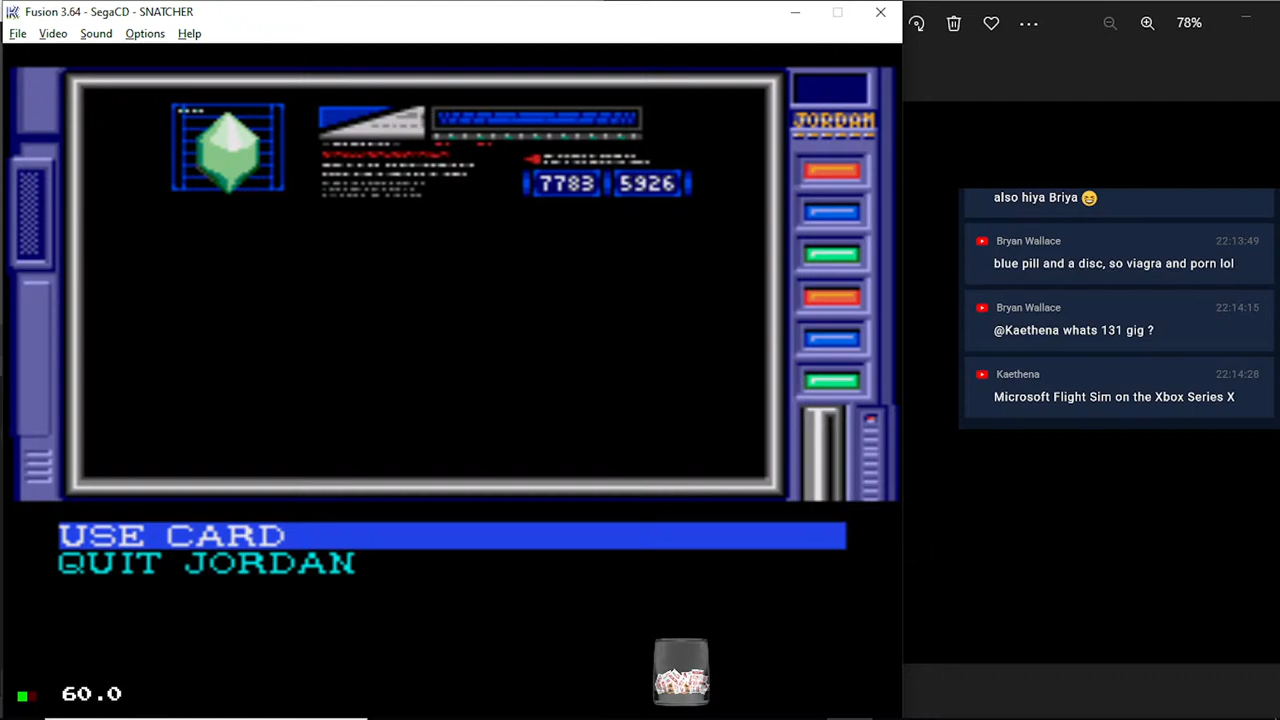 Fusion 3.64 - SegaCD - SNATCHER
File Video Sound Options Help
78%
JORDAN
7783 5926
also hiya Briya 😆
Bryan Wallace 22:13:49
blue pill and a disc, so viagra and porn lol
Bryan Wallace 22:14:15
@Kaethena whats 131 gig ?
Kaethena 22:14:28
Microsoft Flight Sim on the Xbox Series X
USE CARD
QUIT JORDAN
60.0